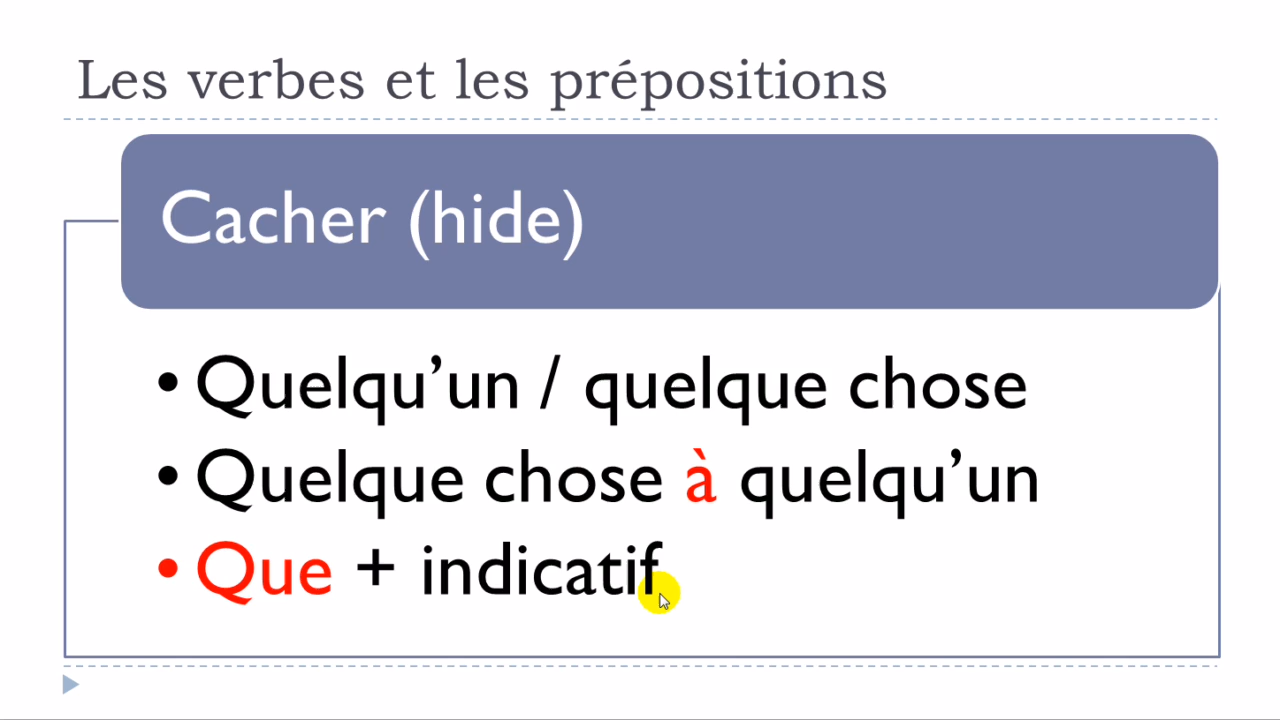 Les verbes et les prépositions
Cacher (hide)
• Quelqu’un / quelque chose
• Quelque chose à quelqu’un
• Que + indicatif